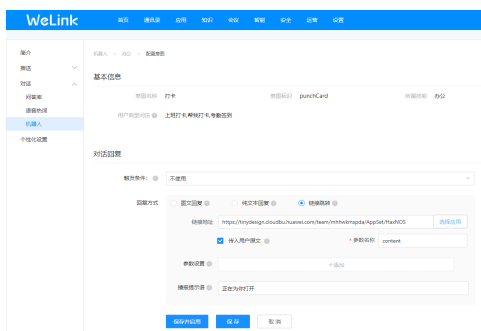 WeLink 首页 通讯录 应用 知识 会议 智能 安全 运营 设置
简介
推送
对话
问答库
语音热词
机器人
个性化设置
机器人 > 办公 > 配置意图
基本信息
意图名称 打卡 意图标识 punchCard 所属技能 办公
用户典型问法 上班打卡,帮我打卡,考勤签到
对话回复
触发条件: 不使用
回复方式 图文回复 纯文本回复 链接跳转
链接地址 https://tinydesign.cloudbu.huawei.com/team/mhhwkmspda/AppSet/HaxNOS 选择应用
传入用户原文 * 参数名称 content
参数设置 +添加
播报提示语 正在为你打开
保存并启用 保存 取消